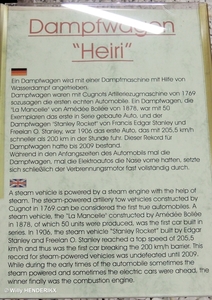 Dampfwagen
"Heiri"
Ein Dampfwagen wird mit einer Dampfmaschine mit Hilfe von
Wasserdampf angetrieben.
Dampfwagen waren mit Cugnots Artilleriezugmaschine von 1769
sozusagen die ersten echten Automobile. Ein Dampfwagen, die
"La Mancelle" von Amédée Bollée von 1878, war mit 50
Exemplaren das erste in Serie gebaute Auto, und der
Dampfwagen "Stanley Rocket" von Francis Edgar Stanley und
Freelan O. Stanley, war 1906 das erste Auto, das mit 205,5 km/h
schneller als 200 km in der Stunde fuhr. Dieser Rekord für
Dampfwagen hatte bis 2009 bestand.
Während in den Anfangszeiten des Automobils mal die
Dampfwagen, mal die Elektroautos die Nase vorne hatten, setzte
sich schließlich der Verbrennungsmotor voll ständig durch.
A steam vehicle is powered by a steam engine with the help of
steam. The steam-powered artillery tow vehicles constructed by
Cugnot in 1769 can be considered the first true automobiles. A
steam vehicle, the "La Mancelle" constructed by Amédée Bollée
in 1878, of which 50 units were produced, was the first car built in
series. In 1906, the steam vehicle "Stanley Rocket" built by Edgar
Stanley and Freelan O. Stanley reached a top speed of 205,5
km/h and thus was the first car breaking the 200 km/h barrier. This
record for steam-powered vehicles was undefeated until 2009.
While during the early times of the automobile sometimes the
steam powered and sometimes the electric cars were ahead, the
winner finally was the combustion engine.
© Willy HENDERICKX